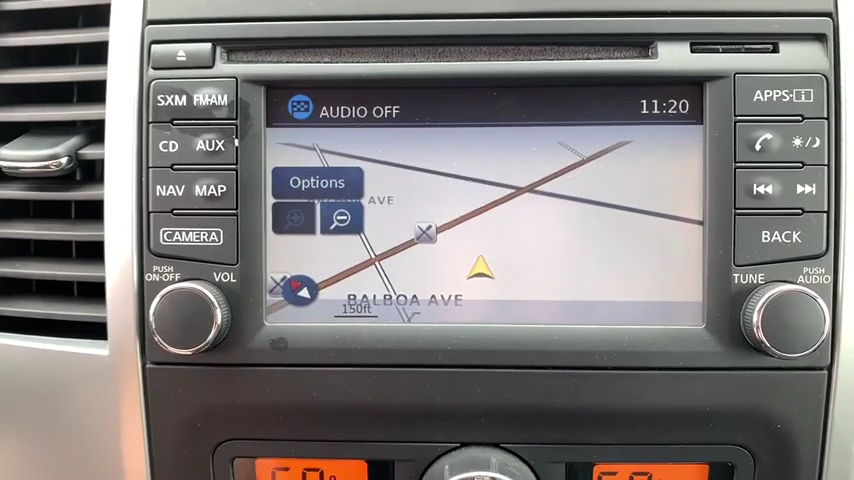 SXM FM·AM
CD AUX
NAV MAP
CAMERA
PUSH
ON·OFF
VOL
AUDIO OFF
11:20
Options
AVE
BALBOA AVE
150ft
APPS·i
BACK
TUNE
PUSH
AUDIO